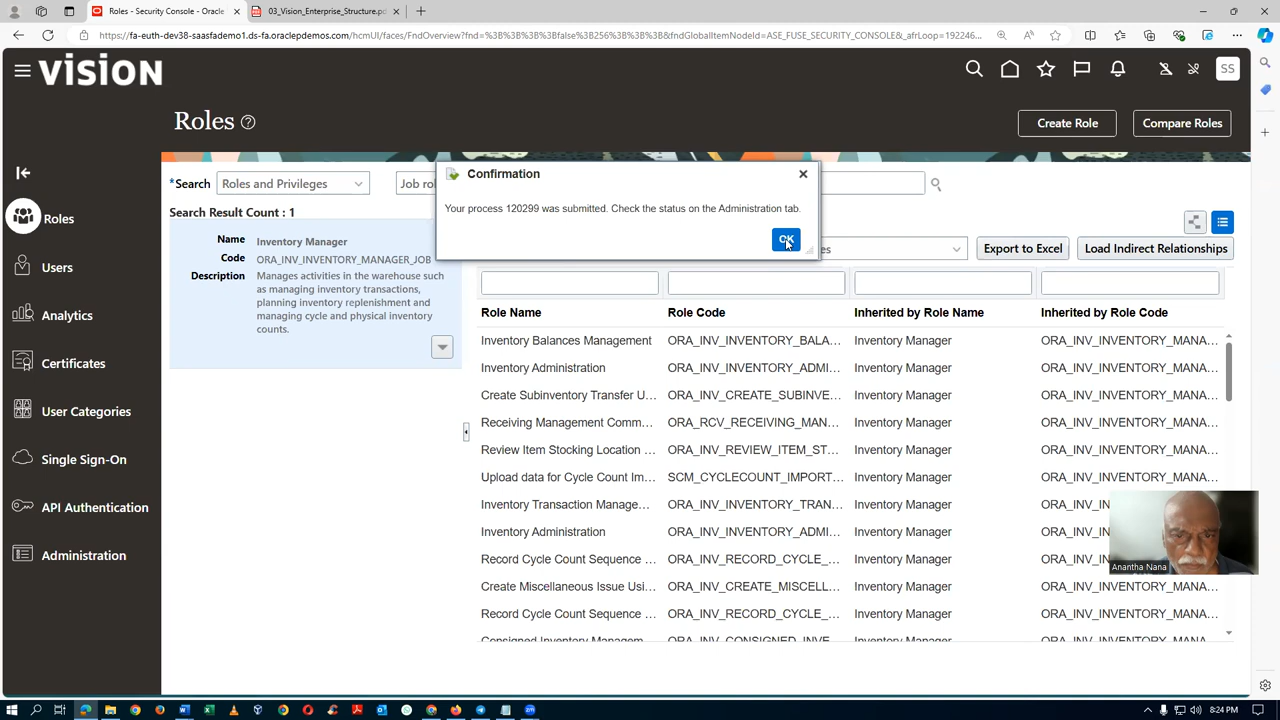 Roles - Security Console - Oracle
03_Vision_Enterprise_Structure.pd
https://fa-euth-dev38-saasfademo1.ds-fa.oraclepdemos.com/hcmUI/faces/FndOverview?fnd=%3B%3B%3B%3Bfalse%3B256%3B%3B%3B&fndGlobalItemNodeId=ASE_FUSE_SECURITY_CONSOLE&_afrLoop=192246...
VISION
SS
Roles
Create Role
Compare Roles
Confirmation
*Search
Roles and Privileges
Job rol
Your process 120299 was submitted. Check the status on the Administration tab.
OK
Search Result Count : 1
Name Inventory Manager
Code ORA_INV_INVENTORY_MANAGER_JOB
Description Manages activities in the warehouse such
as managing inventory transactions,
planning inventory replenishment and
managing cycle and physical inventory
counts.
es
Export to Excel
Load Indirect Relationships
Roles
Users
Analytics
Certificates
User Categories
Single Sign-On
API Authentication
Administration
Role Name Role Code Inherited by Role Name Inherited by Role Code
Inventory Balances Management ORA_INV_INVENTORY_BALA... Inventory Manager ORA_INV_INVENTORY_MANA...
Inventory Administration ORA_INV_INVENTORY_ADMI... Inventory Manager ORA_INV_INVENTORY_MANA...
Create Subinventory Transfer U... ORA_INV_CREATE_SUBINVE... Inventory Manager ORA_INV_INVENTORY_MANA...
Receiving Management Comm... ORA_RCV_RECEIVING_MAN... Inventory Manager ORA_INV_INVENTORY_MANA...
Review Item Stocking Location ... ORA_INV_REVIEW_ITEM_ST... Inventory Manager ORA_INV_INVENTORY_MANA...
Upload data for Cycle Count Im... SCM_CYCLECOUNT_IMPORT... Inventory Manager ORA_INV_INVENTORY_MANA...
Inventory Transaction Manage... ORA_INV_INVENTORY_TRAN... Inventory Manager
Inventory Administration ORA_INV_INVENTORY_ADMI... Inventory Manager
Record Cycle Count Sequence ... ORA_INV_RECORD_CYCLE_... Inventory Manager
Create Miscellaneous Issue Usi... ORA_INV_CREATE_MISCELL... Inventory Manager ORA_INV_INVENTORY_MANA...
Record Cycle Count Sequence ... ORA_INV_RECORD_CYCLE_... Inventory Manager ORA_INV_INVENTORY_MANA...
Consigned Inventory Managem... ORA_INV_CONSIGNED_INVE... Inventory Manager ORA_INV_INVENTORY_MANA...
Anantha Nana
8:24 PM